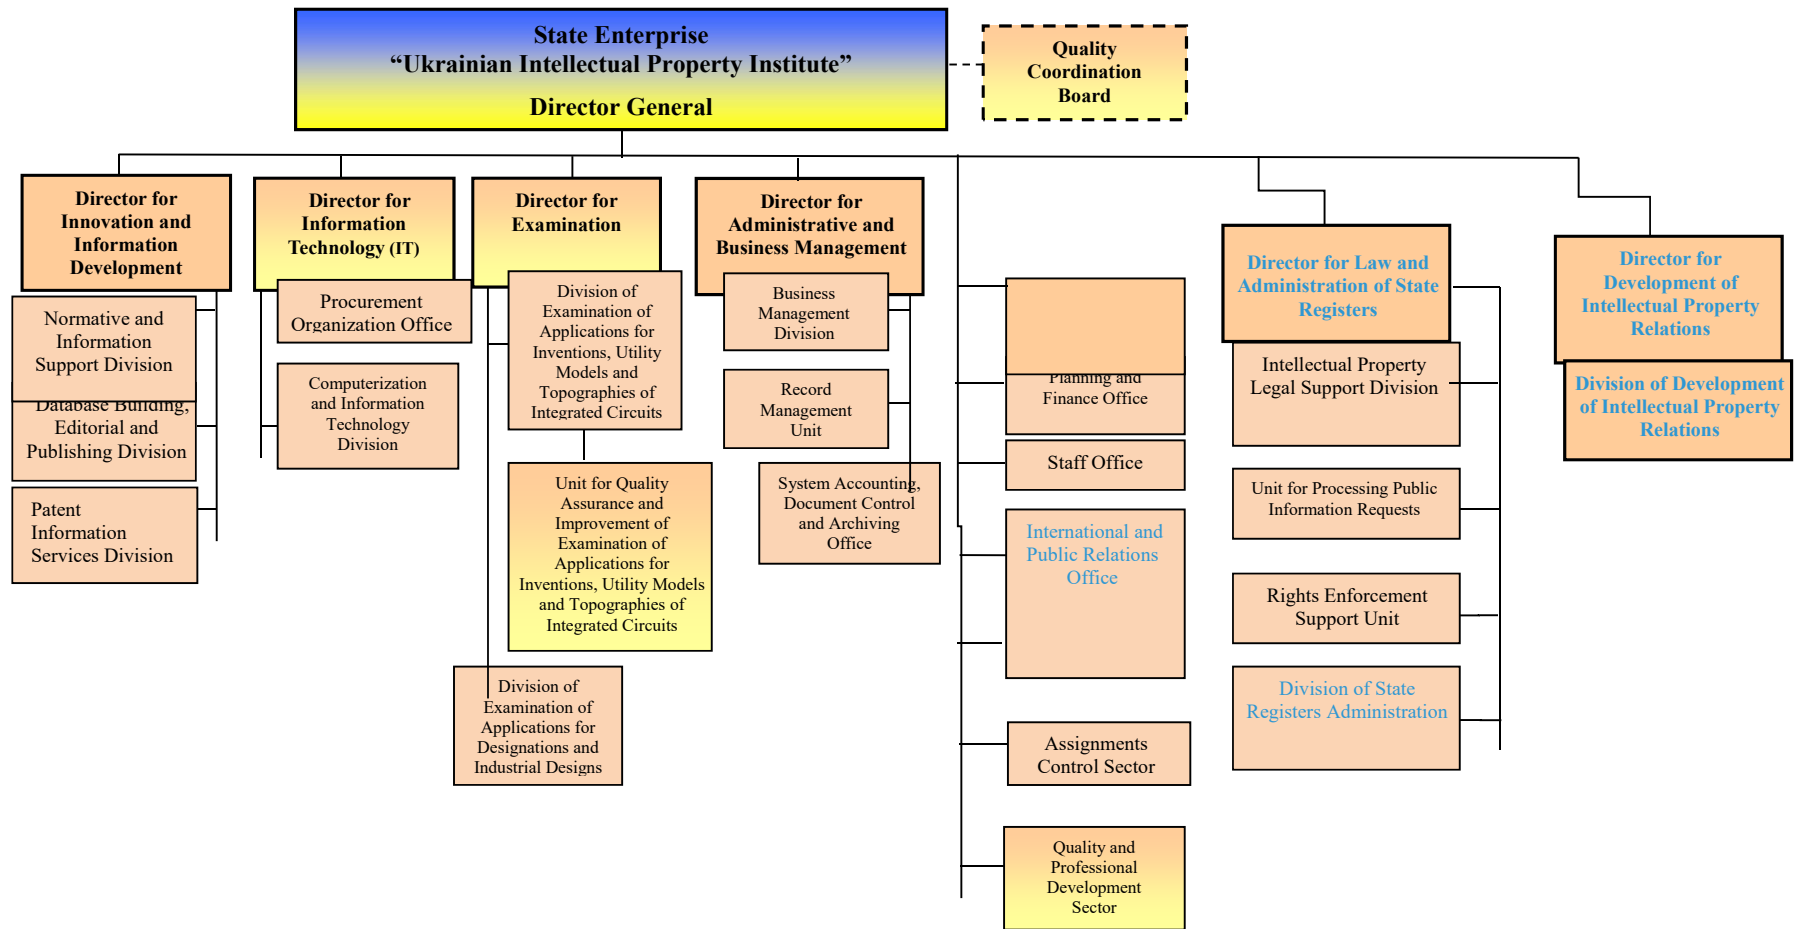 State Enterprise
“Ukrainian Intellectual Property Institute”
Director General
Quality
Coordination
Board
Director for
Innovation and
Information
Development
Normative and
Information
Support Division
Database Building,
Editorial and
Publishing Division
Patent
Information
Services Division
Director for
Information
Technology (IT)
Procurement
Organization Office
Computerization
and Information
Technology
Division
Director for
Examination
Division of
Examination of
Applications for
Inventions, Utility
Models and
Topographies of
Integrated Circuits
Unit for Quality
Assurance and
Improvement of
Examination of
Applications for
Inventions, Utility Models
and Topographies of
Integrated Circuits
Division of
Examination of
Applications for
Designations and
Industrial Designs
Director for
Administrative and
Business Management
Business
Management
Division
Record
Management
Unit
System Accounting,
Document Control
and Archiving
Office
Planning and
Finance Office
Staff Office
International and
Public Relations
Office
Assignments
Control Sector
Quality and
Professional
Development
Sector
Director for Law and
Administration of State
Registers
Intellectual Property
Legal Support Division
Unit for Processing Public
Information Requests
Rights Enforcement
Support Unit
Division of State
Registers Administration
Director for
Development of
Intellectual Property
Relations
Division of Development
of Intellectual Property
Relations